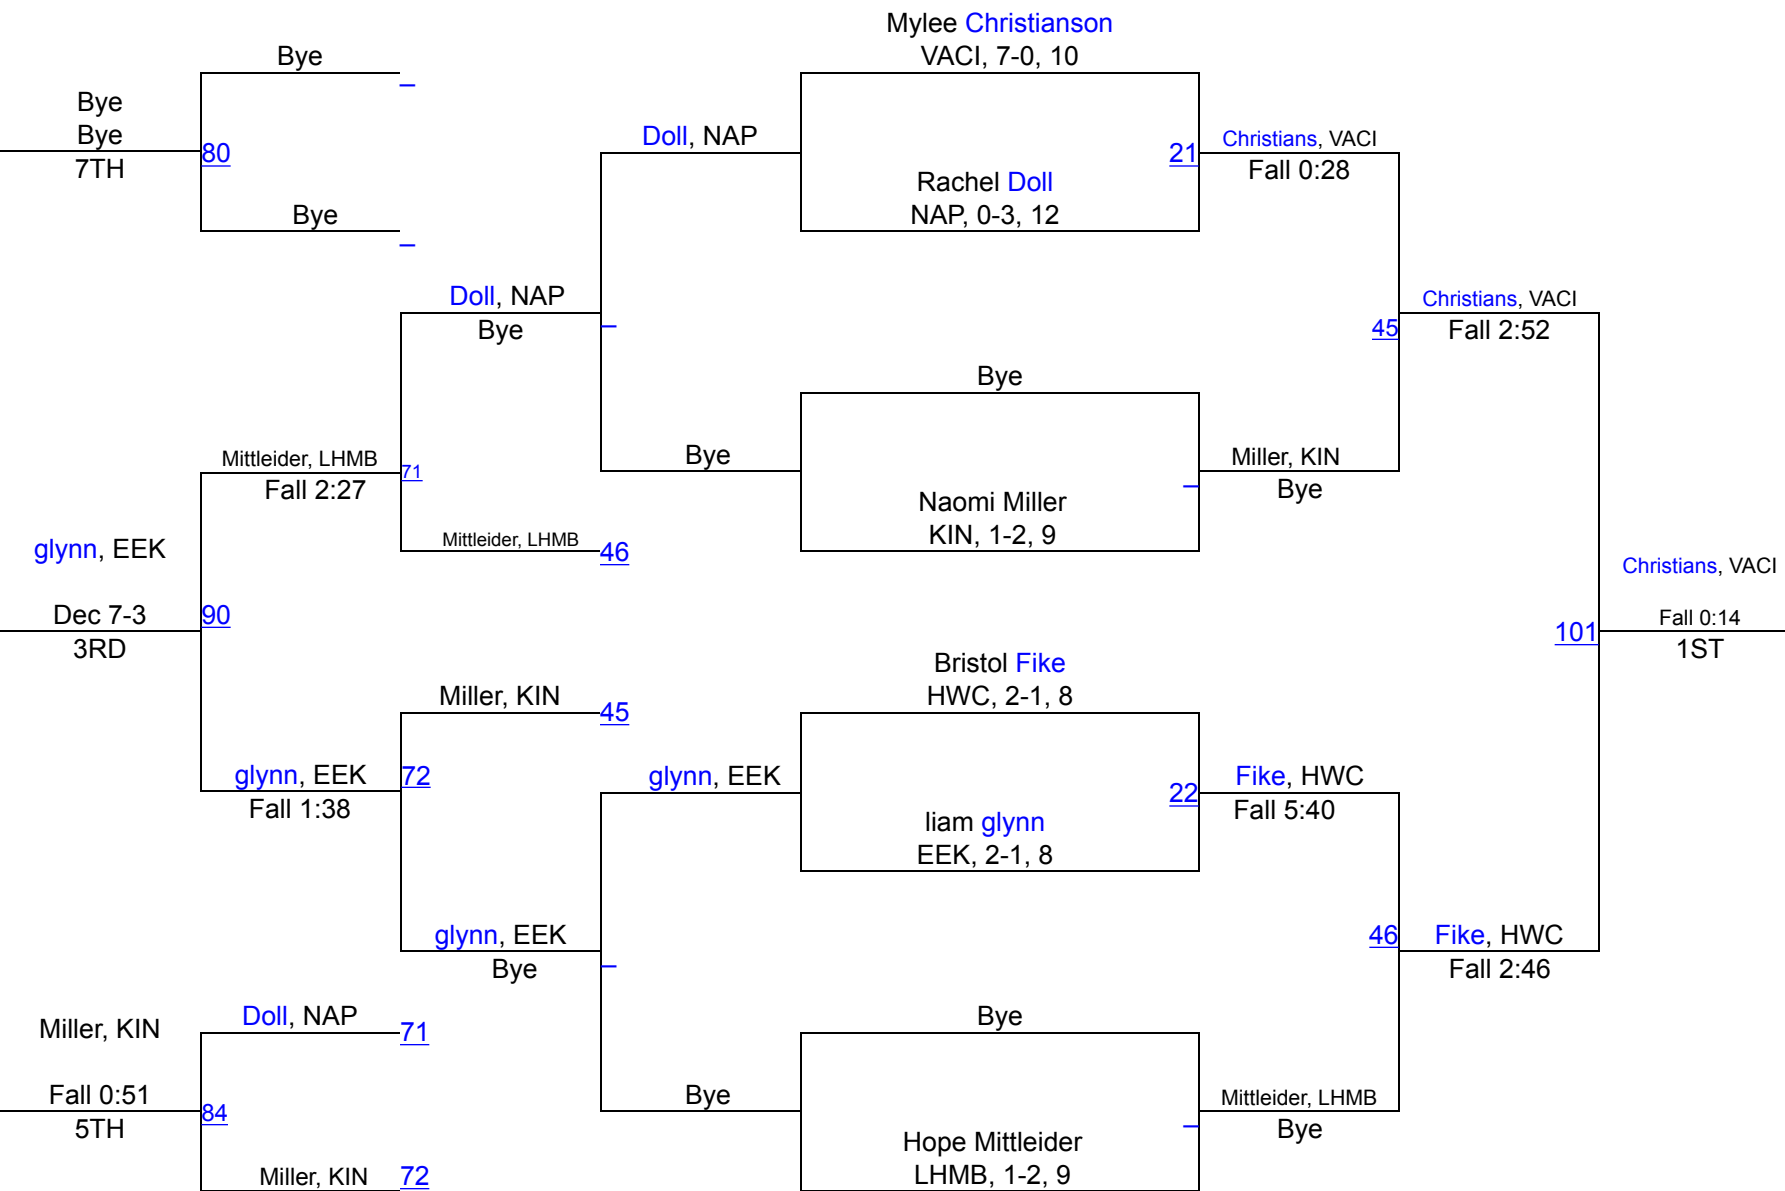 Mylee Christianson
VACI, 7-0, 10
Bye
Bye
Bye
7TH
80
Doll, NAP
21
Christians, VACI
Fall 0:28
Rachel Doll
NAP, 0-3, 12
Bye
Doll, NAP
Bye
Christians, VACI
45
Fall 2:52
Bye
Mittleider, LHMB
71
Fall 2:27
Bye
Miller, KIN
Bye
Naomi Miller
KIN, 1-2, 9
Mittleider, LHMB
46
glynn, EEK
Dec 7-3
90
3RD
Christians, VACI
101
Fall 0:14
1ST
Bristol Fike
HWC, 2-1, 8
Miller, KIN
45
glynn, EEK
72
Fall 1:38
glynn, EEK
22
Fike, HWC
Fall 5:40
liam glynn
EEK, 2-1, 8
glynn, EEK
Bye
46
Fike, HWC
Fall 2:46
Miller, KIN
Doll, NAP
71
Bye
Fall 0:51
84
5TH
Bye
Mittleider, LHMB
Bye
Hope Mittleider
LHMB, 1-2, 9
Miller, KIN
72